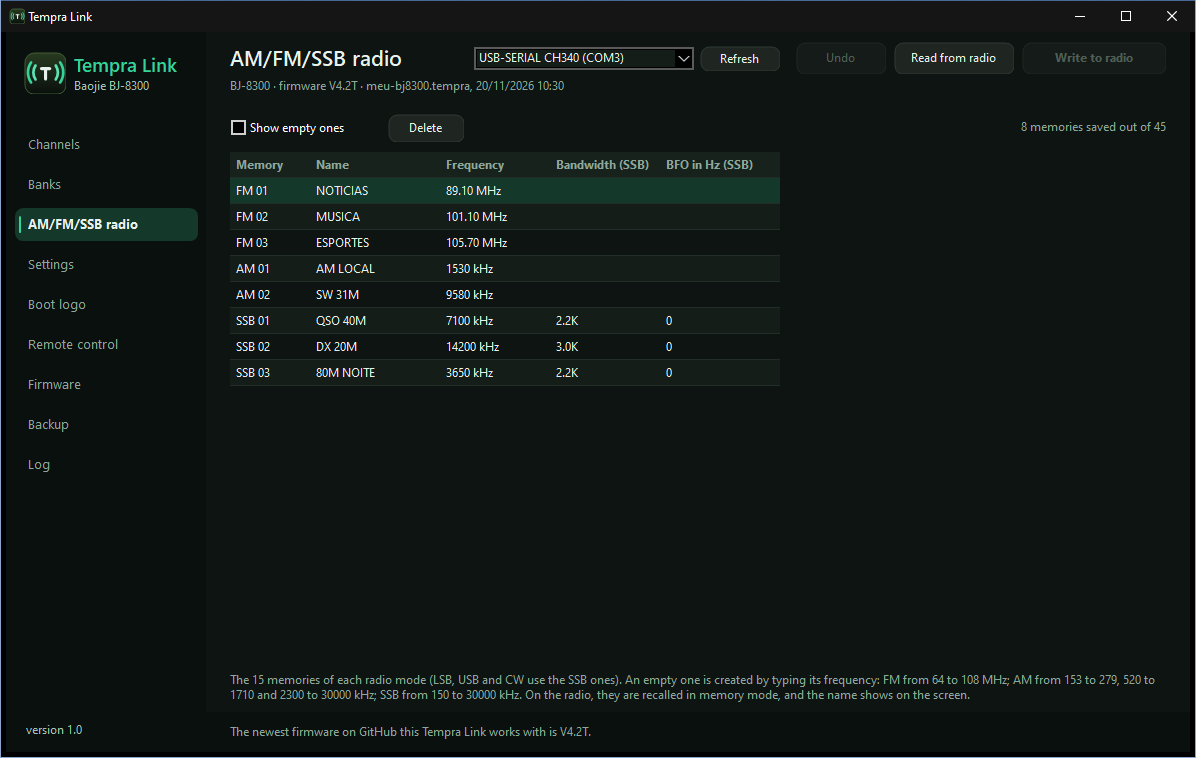 Tempra Link
Tempra Link
Baojie BJ-8300
AM/FM/SSB radio
USB-SERIAL CH340 (COM3)
Refresh
Undo
Read from radio
Write to radio
BJ-8300 · firmware V4.2T · meu-bj8300.tempra, 20/11/2026 10:30
Channels
Banks
AM/FM/SSB radio
Settings
Boot logo
Remote control
Firmware
Backup
Log
Show empty ones
Delete
8 memories saved out of 45
Memory Name Frequency Bandwidth (SSB) BFO in Hz (SSB)
FM 01 NOTICIAS 89.10 MHz
FM 02 MUSICA 101.10 MHz
FM 03 ESPORTES 105.70 MHz
AM 01 AM LOCAL 1530 kHz
AM 02 SW 31M 9580 kHz
SSB 01 QSO 40M 7100 kHz 2.2K 0
SSB 02 DX 20M 14200 kHz 3.0K 0
SSB 03 80M NOITE 3650 kHz 2.2K 0
The 15 memories of each radio mode (LSB, USB and CW use the SSB ones). An empty one is created by typing its frequency: FM from 64 to 108 MHz; AM from 153 to 279, 520 to
1710 and 2300 to 30000 kHz; SSB from 150 to 30000 kHz. On the radio, they are recalled in memory mode, and the name shows on the screen.
version 1.0
The newest firmware on GitHub this Tempra Link works with is V4.2T.